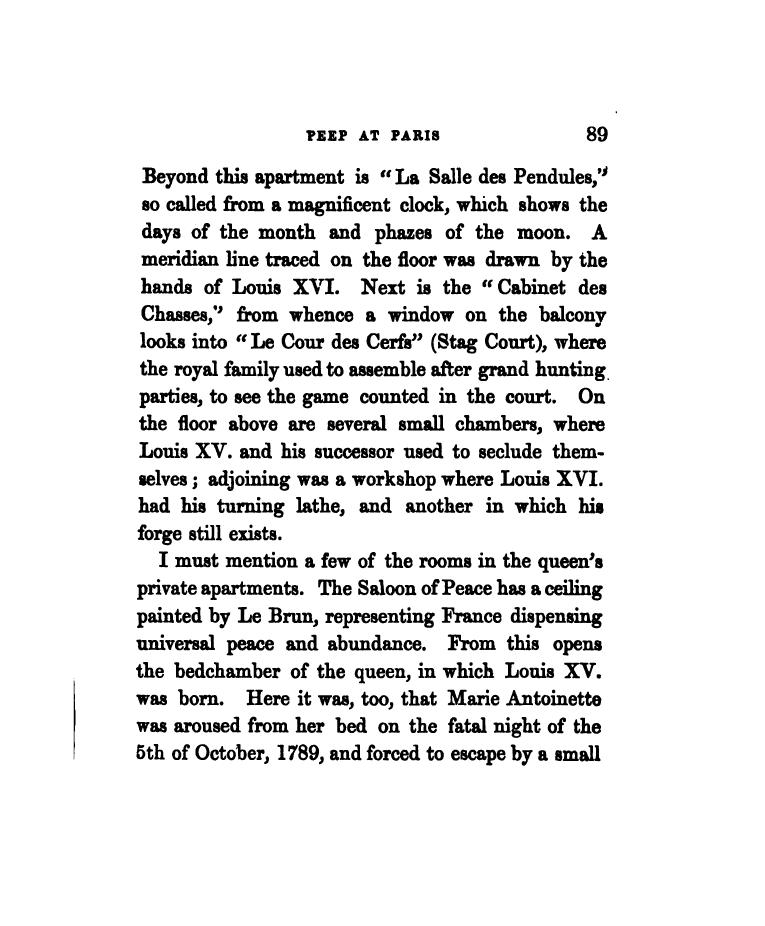 PEEP AT PARIS 89
Beyond this apartment is “La Salle des Pendules,”
so called from a magnificent clock, which shows the
days of the month and phazes of the moon. A
meridian line traced on the floor was drawn by the
hands of Louis XVI. Next is the “Cabinet des
Chasses,” from whence a window on the balcony
looks into “Le Cour des Cerfs” (Stag Court), where
the royal family used to assemble after grand hunting
parties, to see the game counted in the court. On
the floor above are several small chambers, where
Louis XV. and his successor used to seclude them-
selves; adjoining was a workshop where Louis XVI.
had his turning lathe, and another in which his
forge still exists.
I must mention a few of the rooms in the queen’s
private apartments. The Saloon of Peace has a ceiling
painted by Le Brun, representing France dispensing
universal peace and abundance. From this opens
the bedchamber of the queen, in which Louis XV.
was born. Here it was, too, that Marie Antoinette
was aroused from her bed on the fatal night of the
5th of October, 1789, and forced to escape by a small